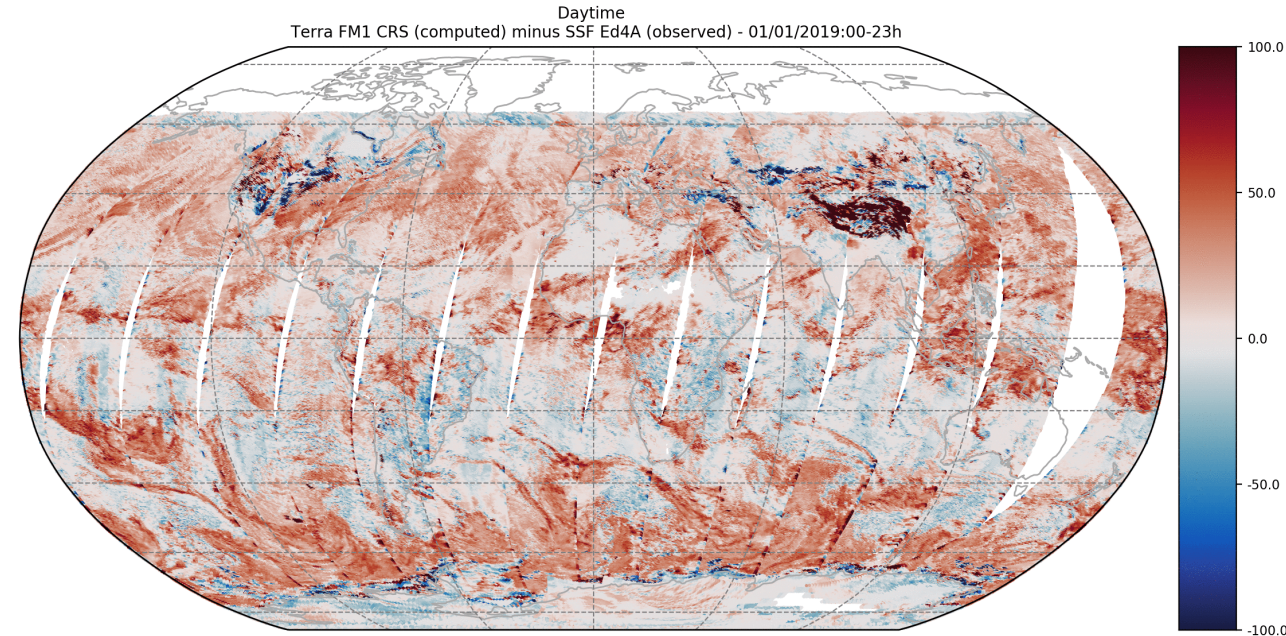 Daytime
Terra FM1 CRS (computed) minus SSF Ed4A (observed) - 01/01/2019:00-23h
100.0
50.0
0.0
-50.0
-100.0